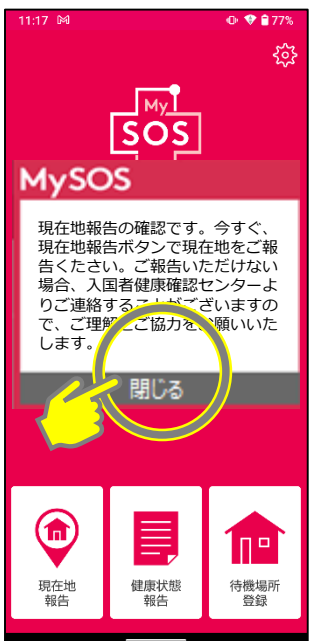 11:17
77%
My
SOS
MySOS
現在地報告の確認です。今すぐ、
現在地報告ボタンで現在地をご報
告ください。ご報告いただけない
場合、入国者健康確認センターよ
りご連絡することがございますの
で、ご理解とご協力をお願いいた
します。
閉じる
現在地 健康状態 待機場所
報告 報告 登録